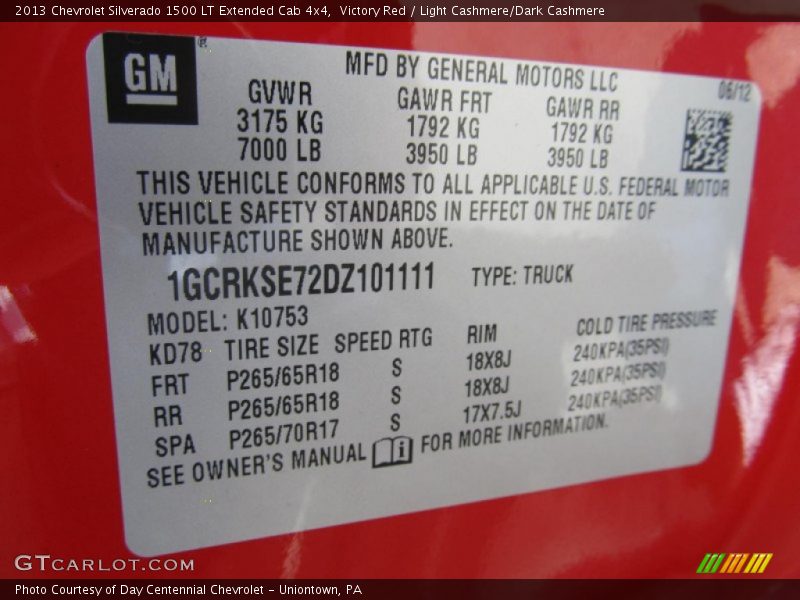 2013 Chevrolet Silverado 1500 LT Extended Cab 4x4,  Victory Red / Light Cashmere/Dark Cashmere
GM
MFD BY GENERAL MOTORS LLC
06/12
GVWR GAWR FRT GAWR RR
3175 KG 1792 KG 1792 KG
7000 LB 3950 LB 3950 LB
THIS VEHICLE CONFORMS TO ALL APPLICABLE U.S. FEDERAL MOTOR
VEHICLE SAFETY STANDARDS IN EFFECT ON THE DATE OF
MANUFACTURE SHOWN ABOVE.
1GCRKSE72DZ101111 TYPE: TRUCK
MODEL: K10753
KD78 TIRE SIZE SPEED RTG RIM COLD TIRE PRESSURE
FRT P265/65R18 S 18X8J 240KPA(35PSI)
RR P265/65R18 S 18X8J 240KPA(35PSI)
SPA P265/70R17 S 17X7.5J 240KPA(35PSI)
SEE OWNER'S MANUAL i FOR MORE INFORMATION.
GTCARLOT.COM
Photo Courtesy of Day Centennial Chevrolet - Uniontown, PA